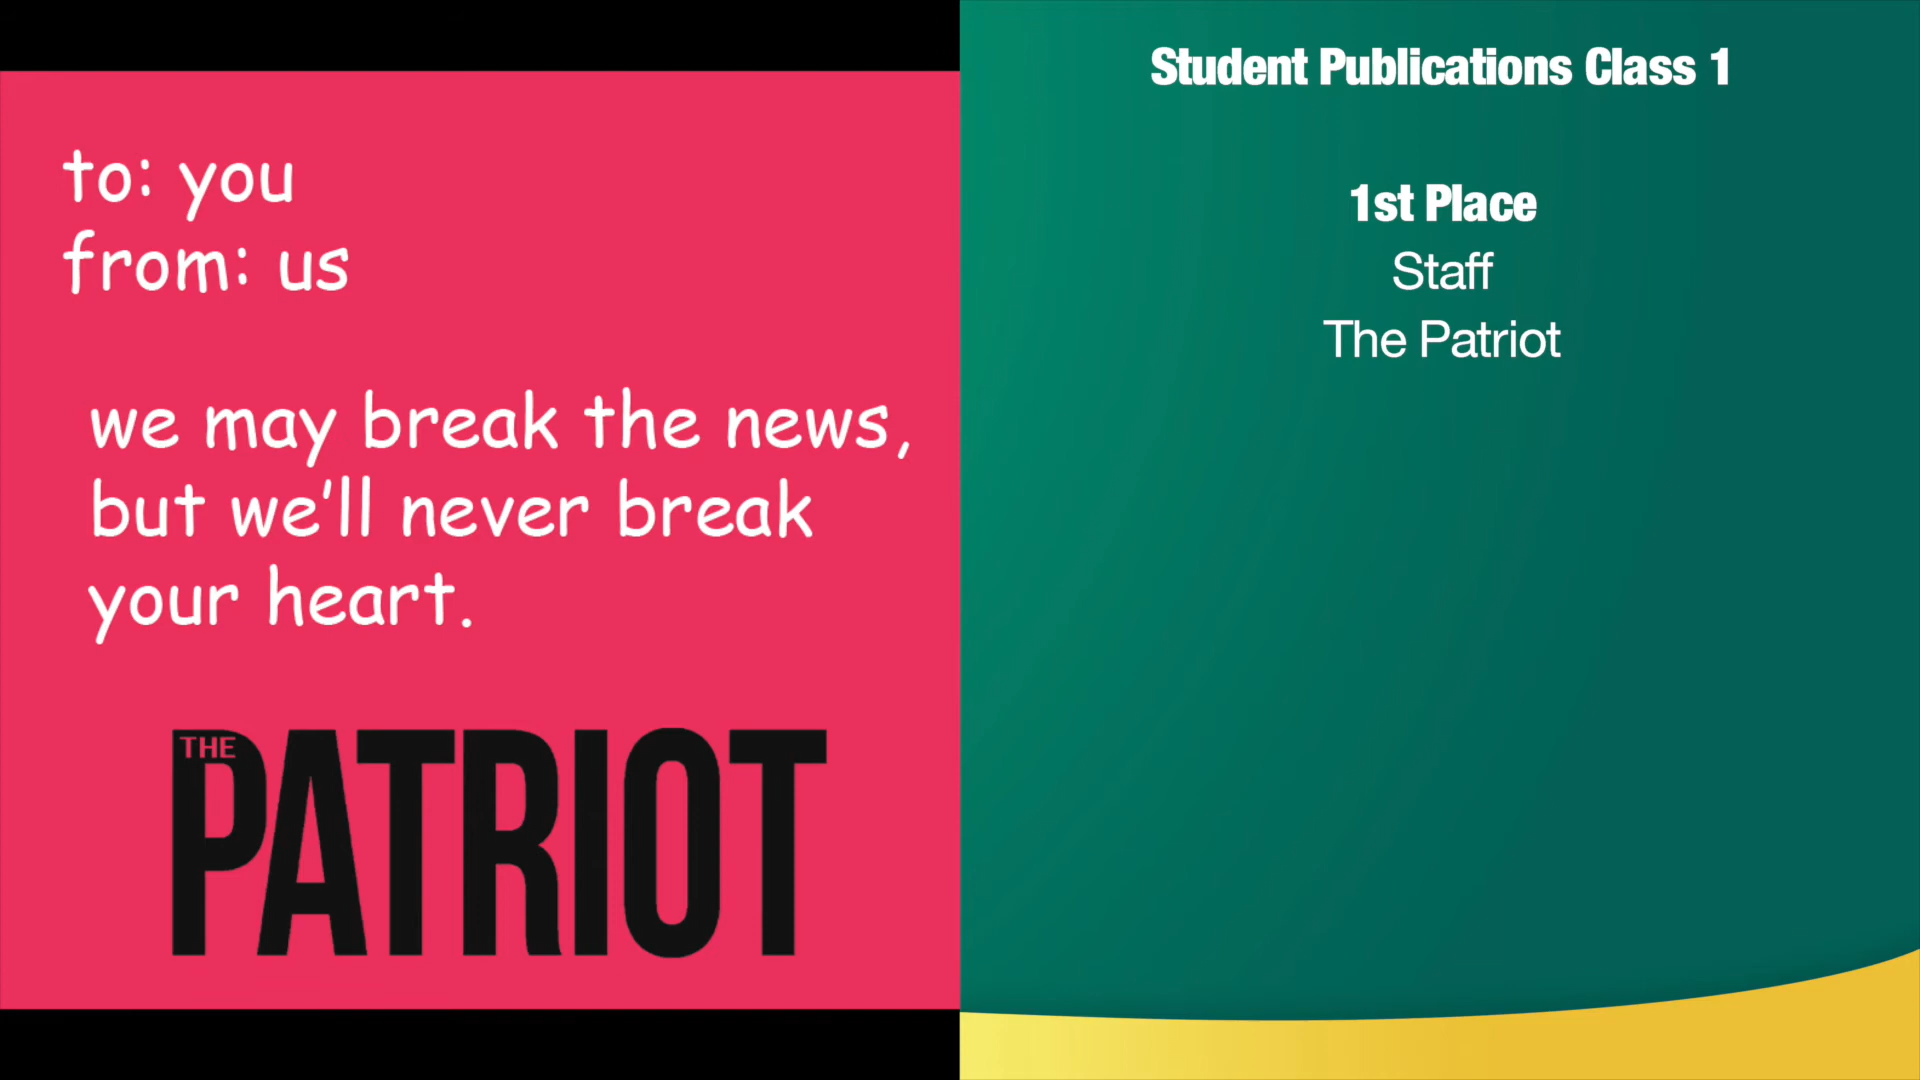 to: you
from: us
we may break the news,
but we'll never break
your heart.
THE PATRIOT
Student Publications Class 1
1st Place
Staff
The Patriot